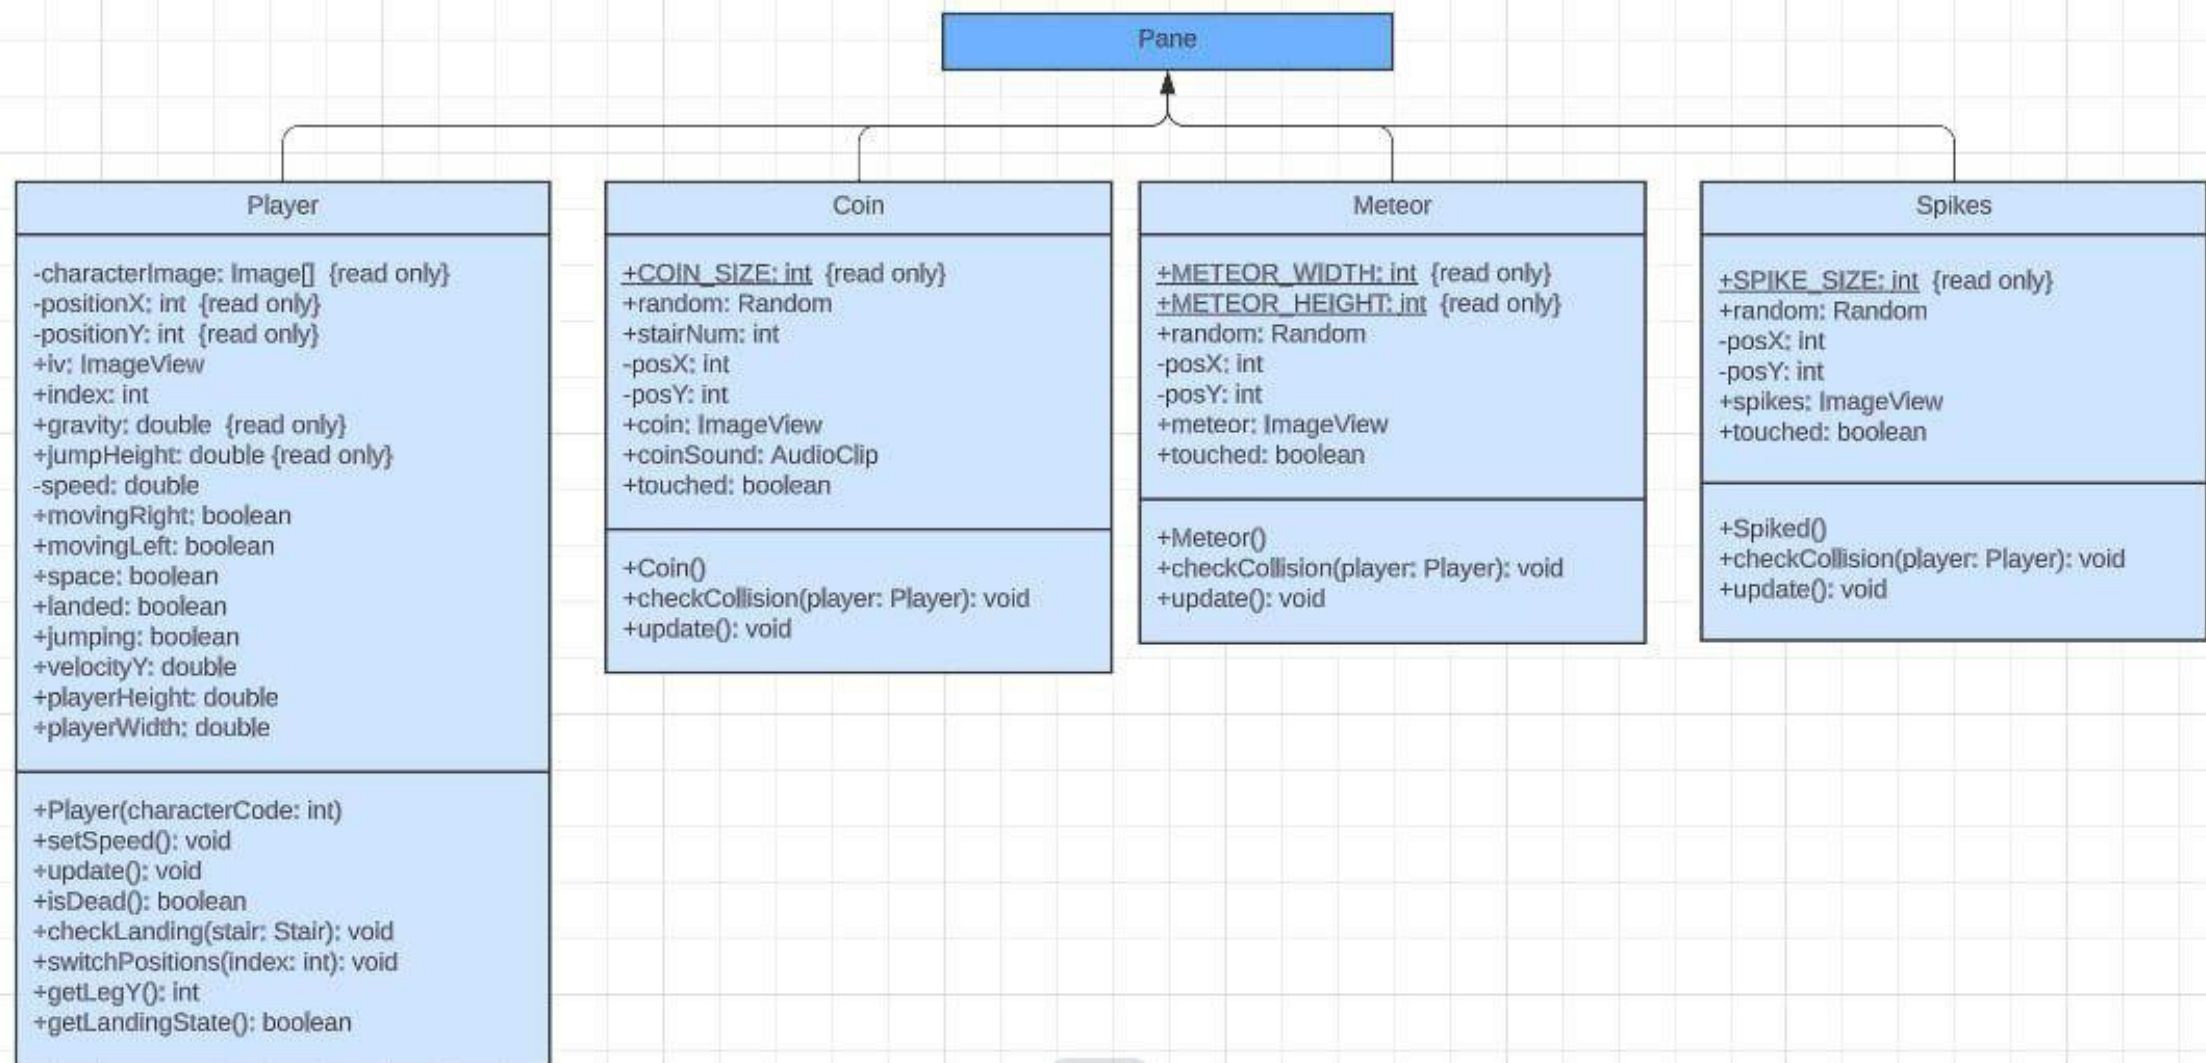 Pane
Player
-characterImage: Image[] {read only}
-positionX: int {read only}
-positionY: int {read only}
+iv: ImageView
+index: int
+gravity: double {read only}
+jumpHeight: double {read only}
-speed: double
+movingRight: boolean
+movingLeft: boolean
+space: boolean
+landed: boolean
+jumping: boolean
+velocityY: double
+playerHeight: double
+playerWidth: double
+Player(characterCode: int)
+setSpeed(): void
+update(): void
+isDead(): boolean
+checkLanding(stair: Stair): void
+switchPositions(index: int): void
+getLegY(): int
+getLandingState(): boolean
Coin
+COIN_SIZE: int {read only}
+random: Random
+stairNum: int
-posX: int
-posY: int
+coin: ImageView
+coinSound: AudioClip
+touched: boolean
+Coin()
+checkCollision(player: Player): void
+update(): void
Meteor
+METEOR_WIDTH: int {read only}
+METEOR_HEIGHT: int {read only}
+random: Random
-posX: int
-posY: int
+meteor: ImageView
+touched: boolean
+Meteor()
+checkCollision(player: Player): void
+update(): void
Spikes
+SPIKE_SIZE: int {read only}
+random: Random
-posX: int
-posY: int
+spikes: ImageView
+touched: boolean
+Spiked()
+checkCollision(player: Player): void
+update(): void